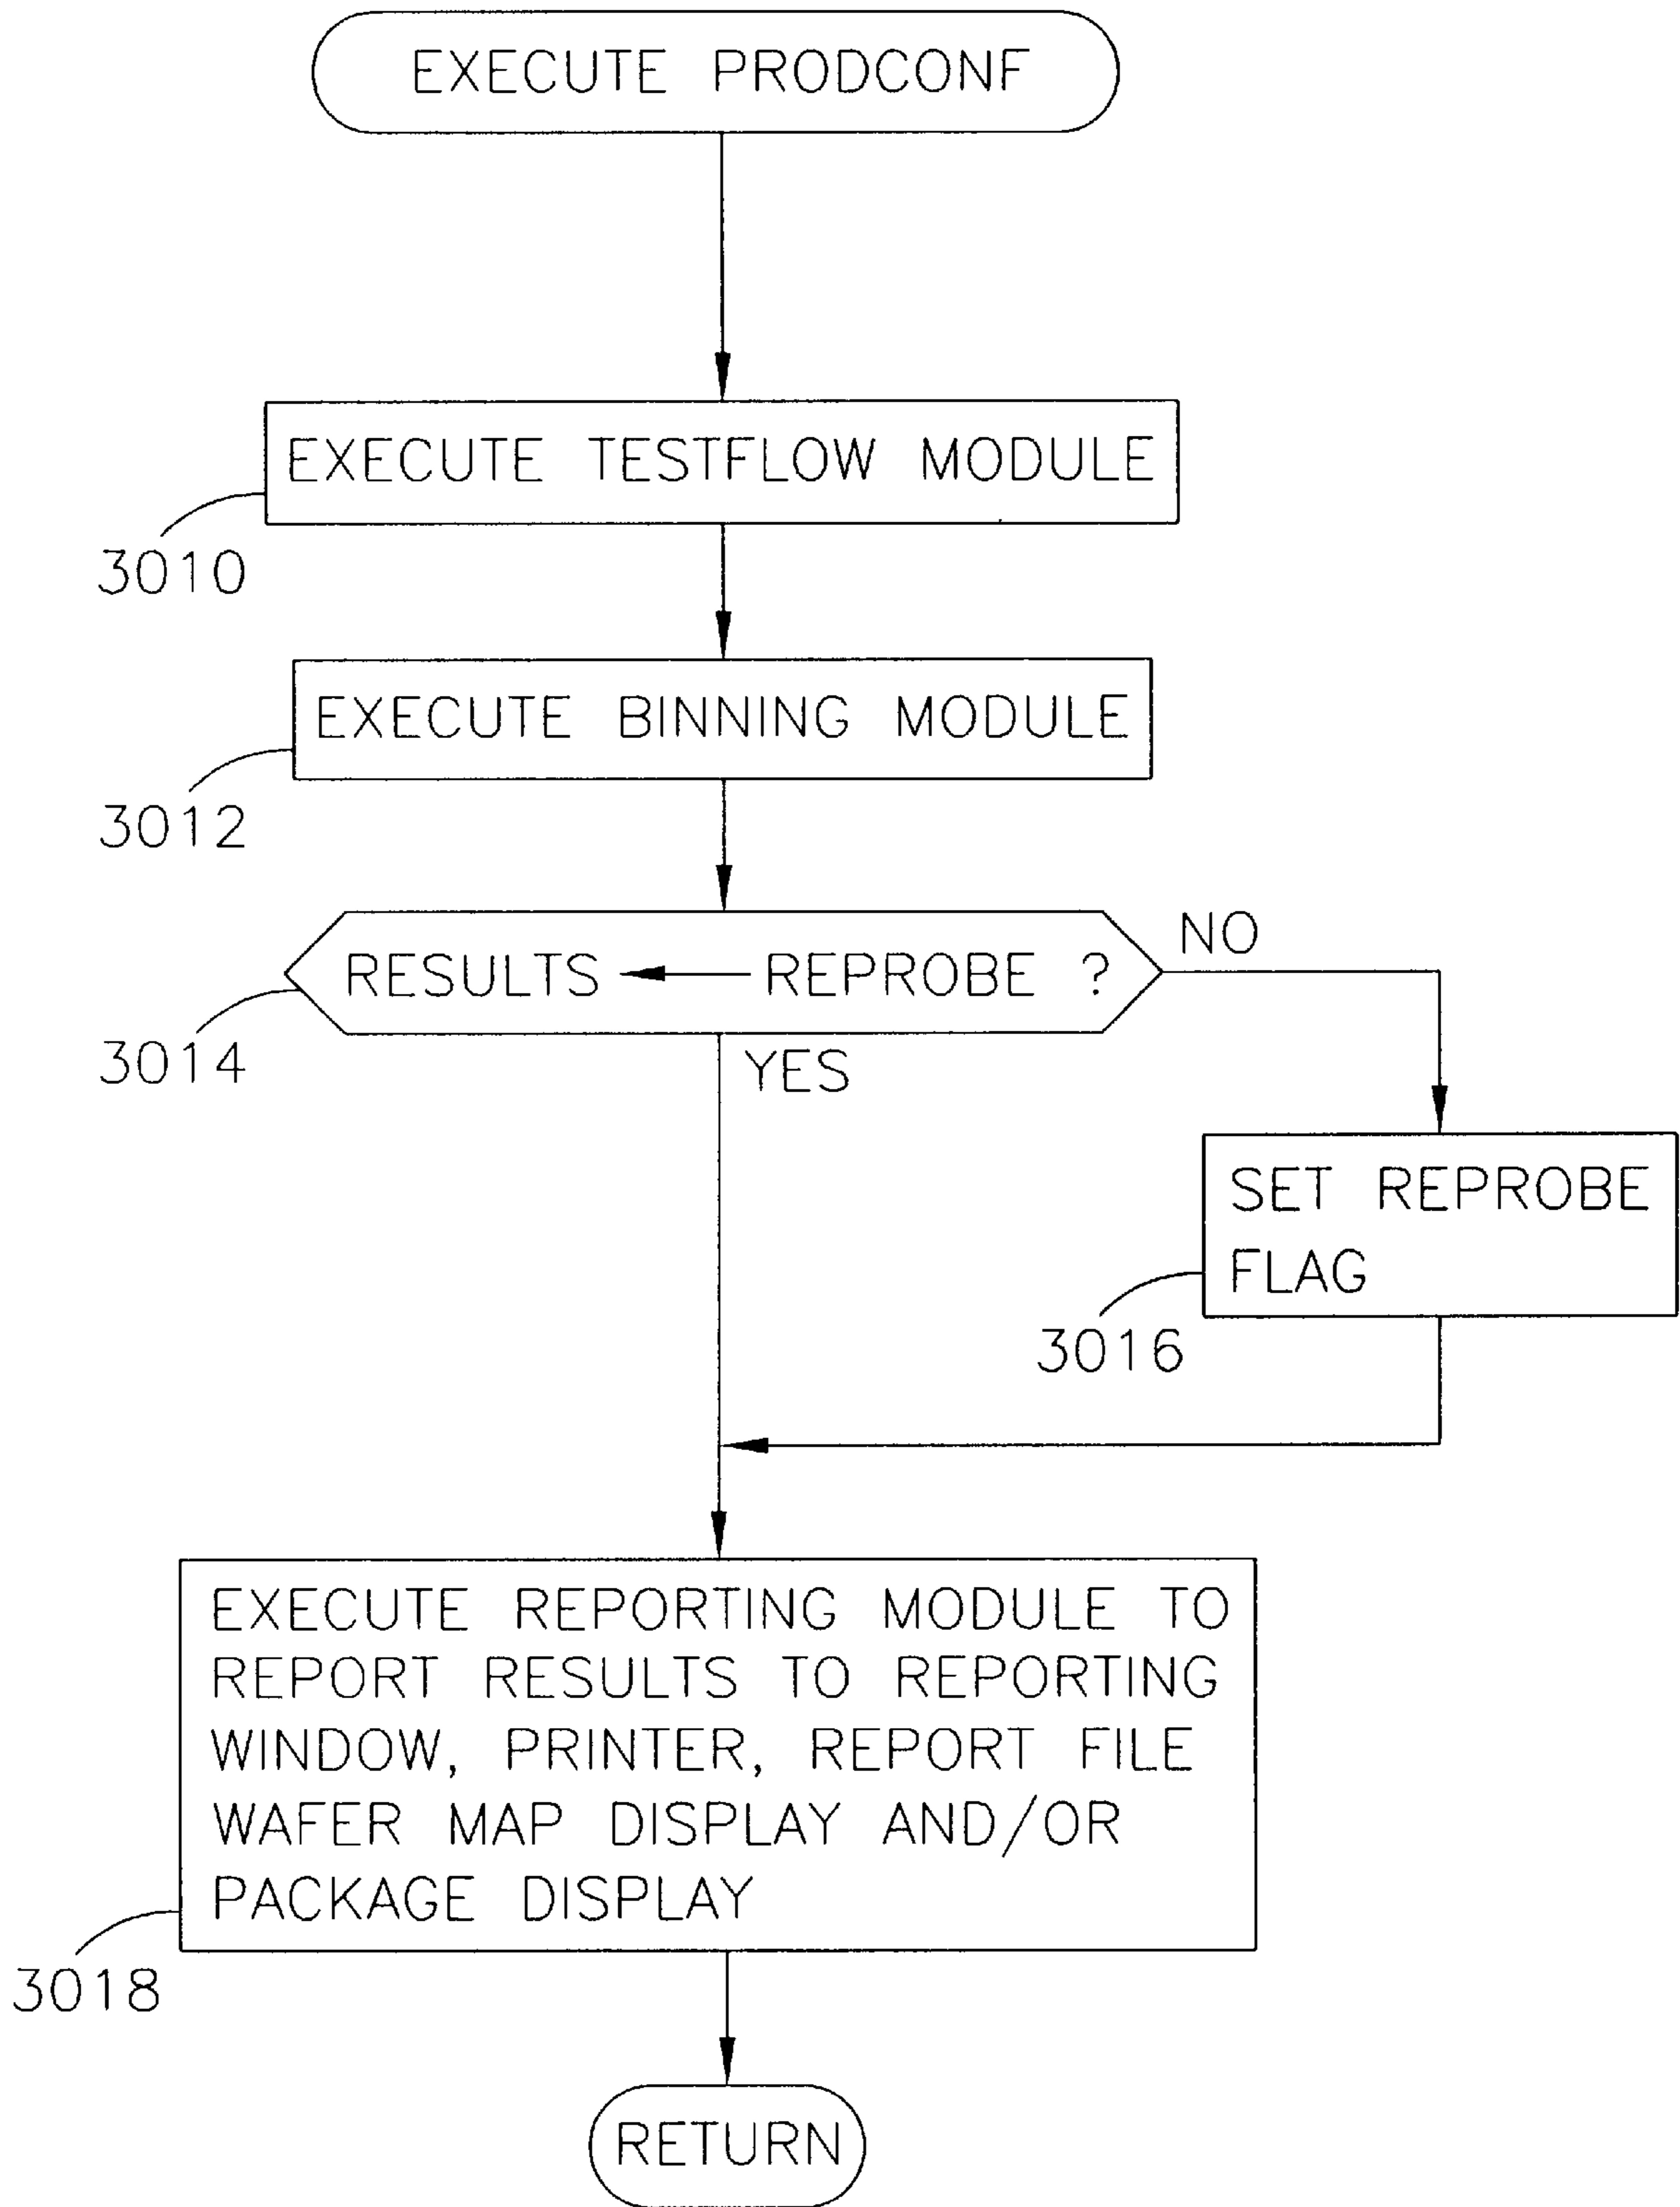 EXECUTE PRODCONF
EXECUTE TESTFLOW MODULE
3010
EXECUTE BINNING MODULE
3012
RESULTS ← REPROBE ?
NO
3014
YES
SET REPROBE
FLAG
3016
EXECUTE REPORTING MODULE TO
REPORT RESULTS TO REPORTING
WINDOW, PRINTER, REPORT FILE
WAFER MAP DISPLAY AND/OR
PACKAGE DISPLAY
3018
RETURN